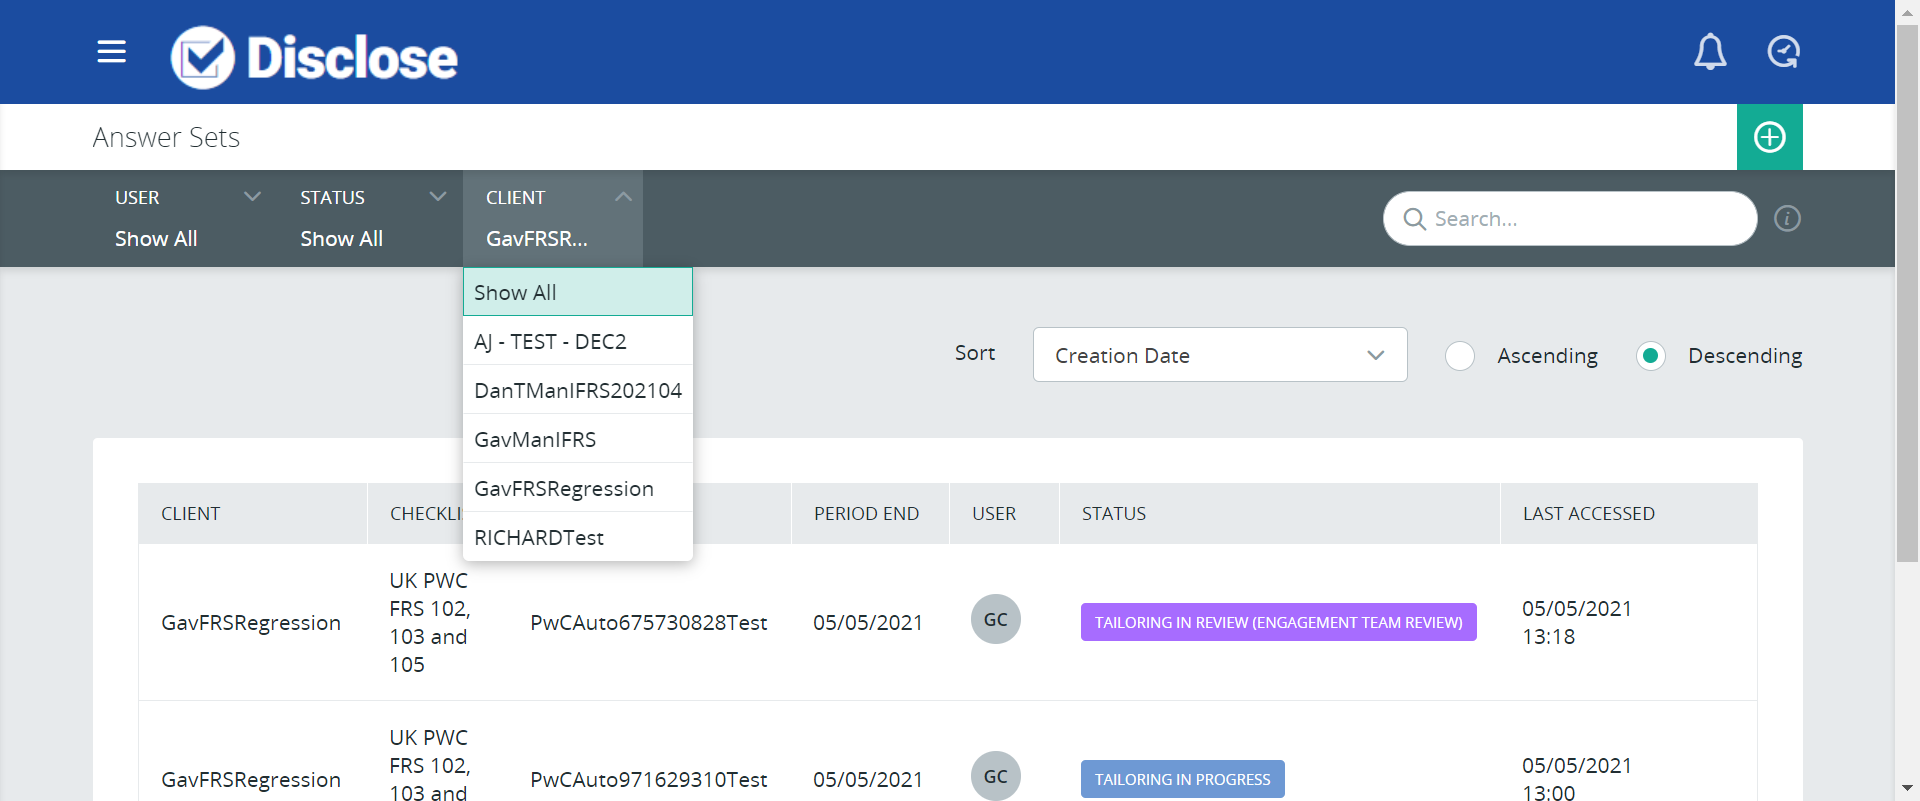 Disclose
Answer Sets
USER
Show All
STATUS
Show All
CLIENT
GavFRSR...
Search...
Show All
AJ - TEST - DEC2
DanTManIFRS202104
GavManIFRS
GavFRSRegression
RICHARDTest
Sort
Creation Date
Ascending
Descending
CLIENT
CHECKLI
PERIOD END
USER
STATUS
LAST ACCESSED
GavFRSRegression
UK PWC
FRS 102,
103 and
105
PwCAuto675730828Test
05/05/2021
GC
TAILORING IN REVIEW (ENGAGEMENT TEAM REVIEW)
05/05/2021
13:18
GavFRSRegression
UK PWC
FRS 102,
103 and
PwCAuto971629310Test
05/05/2021
GC
TAILORING IN PROGRESS
05/05/2021
13:00